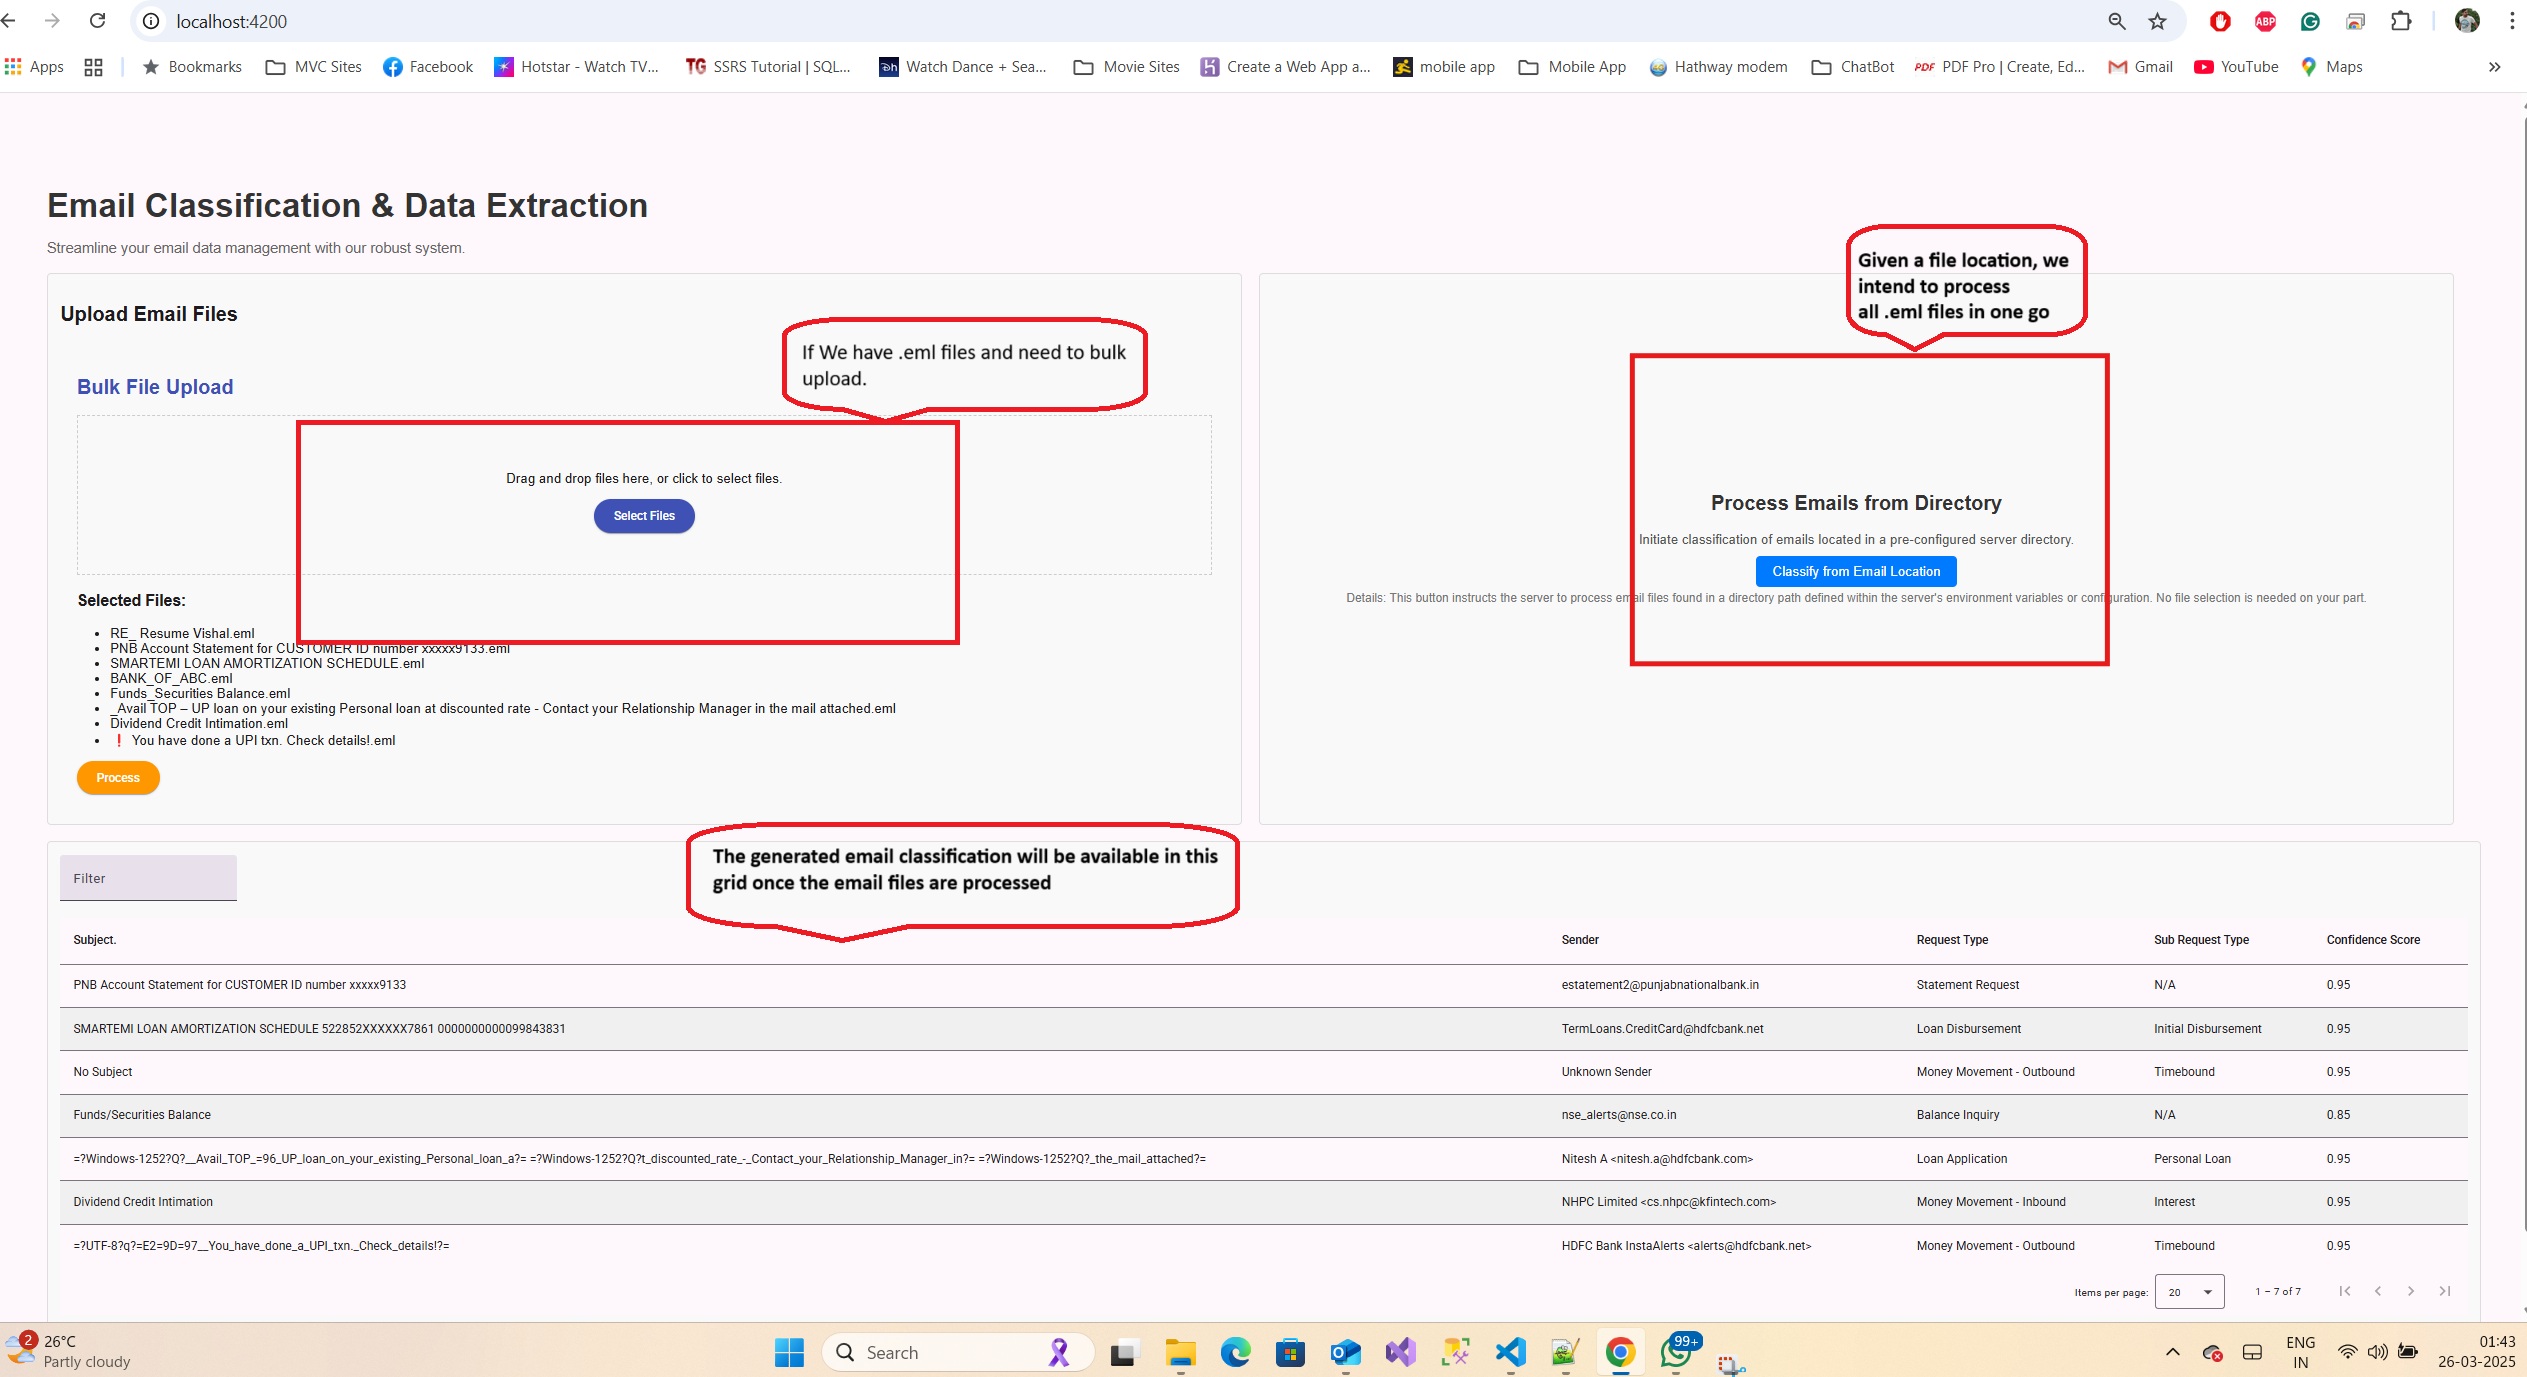 localhost:4200
Apps
Bookmarks
MVC Sites
Facebook
Hotstar - Watch TV...
TG SSRS Tutorial | SQL...
Dh Watch Dance + Sea...
Movie Sites
Create a Web App a...
mobile app
Mobile App
Hathway modem
ChatBot
PDF PDF Pro | Create, Ed...
Gmail
YouTube
Maps
»
ABP
Email Classification & Data Extraction
Streamline your email data management with our robust system.
Upload Email Files
If We have .eml files and need to bulk
upload.
Bulk File Upload
Drag and drop files here, or click to select files.
Select Files
Selected Files:
RE_ Resume Vishal.eml
PNB Account Statement for CUSTOMER ID number xxxxx9133.eml
SMARTEMI LOAN AMORTIZATION SCHEDULE.eml
BANK_OF_ABC.eml
Funds_Securities Balance.eml
_Avail TOP – UP loan on your existing Personal loan at discounted rate - Contact your Relationship Manager in the mail attached.eml
Dividend Credit Intimation.eml
❗ You have done a UPI txn. Check details!.eml
Process
Given a file location, we
intend to process
all .eml files in one go
Process Emails from Directory
Initiate classification of emails located in a pre-configured server directory.
Classify from Email Location
Details: This button instructs the server to process email files found in a directory path defined within the server's environment variables or configuration. No file selection is needed on your part.
The generated email classification will be available in this
grid once the email files are processed
Filter
Subject. Sender Request Type Sub Request Type Confidence Score
PNB Account Statement for CUSTOMER ID number xxxxx9133 estatement2@punjabnationalbank.in Statement Request N/A 0.95
SMARTEMI LOAN AMORTIZATION SCHEDULE 522852XXXXXX7861 0000000000099843831 TermLoans.CreditCard@hdfcbank.net Loan Disbursement Initial Disbursement 0.95
No Subject Unknown Sender Money Movement - Outbound Timebound 0.95
Funds/Securities Balance nse_alerts@nse.co.in Balance Inquiry N/A 0.85
=?Windows-1252?Q?__Avail_TOP_=96_UP_loan_on_your_existing_Personal_loan_a?= =?Windows-1252?Q?t_discounted_rate_-_Contact_your_Relationship_Manager_in?= =?Windows-1252?Q?_the_mail_attached?= Nitesh A <nitesh.a@hdfcbank.com> Loan Application Personal Loan 0.95
Dividend Credit Intimation NHPC Limited <cs.nhpc@kfintech.com> Money Movement - Inbound Interest 0.95
=?UTF-8?q?=E2=9D=97__You_have_done_a_UPI_txn._Check_details!?= HDFC Bank InstaAlerts <alerts@hdfcbank.net> Money Movement - Outbound Timebound 0.95
Items per page: 20 1 – 7 of 7
2
26°C
Partly cloudy
Search
99+
ENG
IN
01:43
26-03-2025